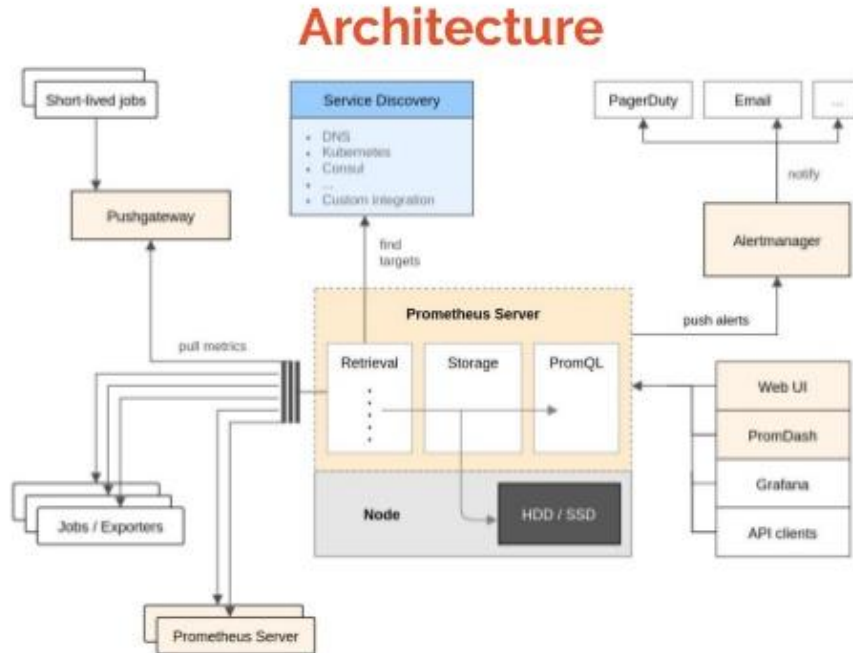 Architecture
Short-lived jobs
Pushgateway
Service Discovery
• DNS
• Kubernetes
• Consul
• ...
• Custom integration
PagerDuty
Email
...
notify
Alertmanager
find
targets
push alerts
pull metrics
Prometheus Server
Retrieval
Storage
PromQL
Node
HDD / SSD
Web UI
PromDash
Grafana
API clients
Jobs / Exporters
Prometheus Server